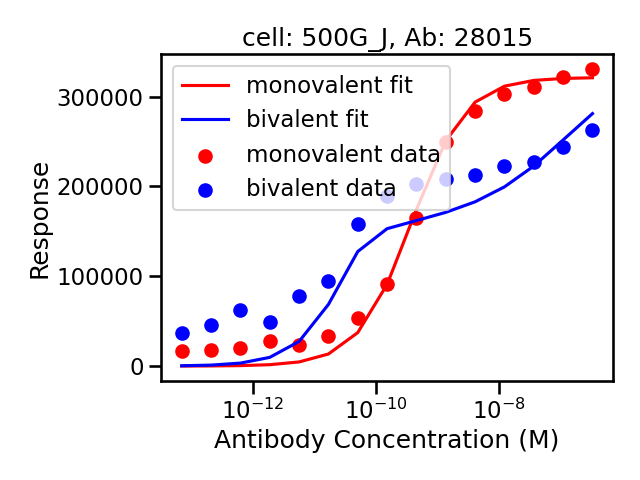 cell: 500G_J, Ab: 28015
monovalent fit
bivalent fit
monovalent data
bivalent data
Response
300000
200000
100000
0
10⁻¹² 10⁻¹⁰ 10⁻⁸
Antibody Concentration (M)